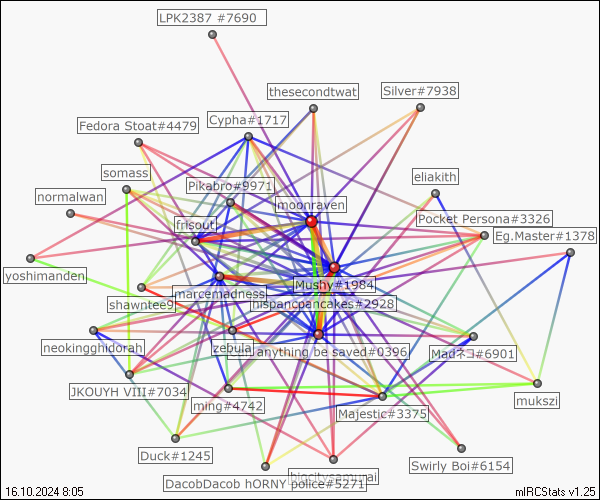 LPK2387 #7690
thesecondtwat
Silver#7938
Cypha#1717
Fedora Stoat#4479
somass
eliakith
Pikabro#9971
normalwan
moonraven
Pocket Persona#3326
frisout
Eg.Master#1378
yoshimanden
Mushy#1984
marcemadness
hispanopancakes#2928
shawntee9
neokingghidorah
zebula
anything be saved#0396
Madネコ#6901
JKOUYH VIII#7034
ming#4742
mukszi
Majestic#3375
Duck#1245
Swirly Boi#6154
bigcitysamurai
DacobDacob hORNY police#5271
16.10.2024 8:05
mIRCStats v1.25